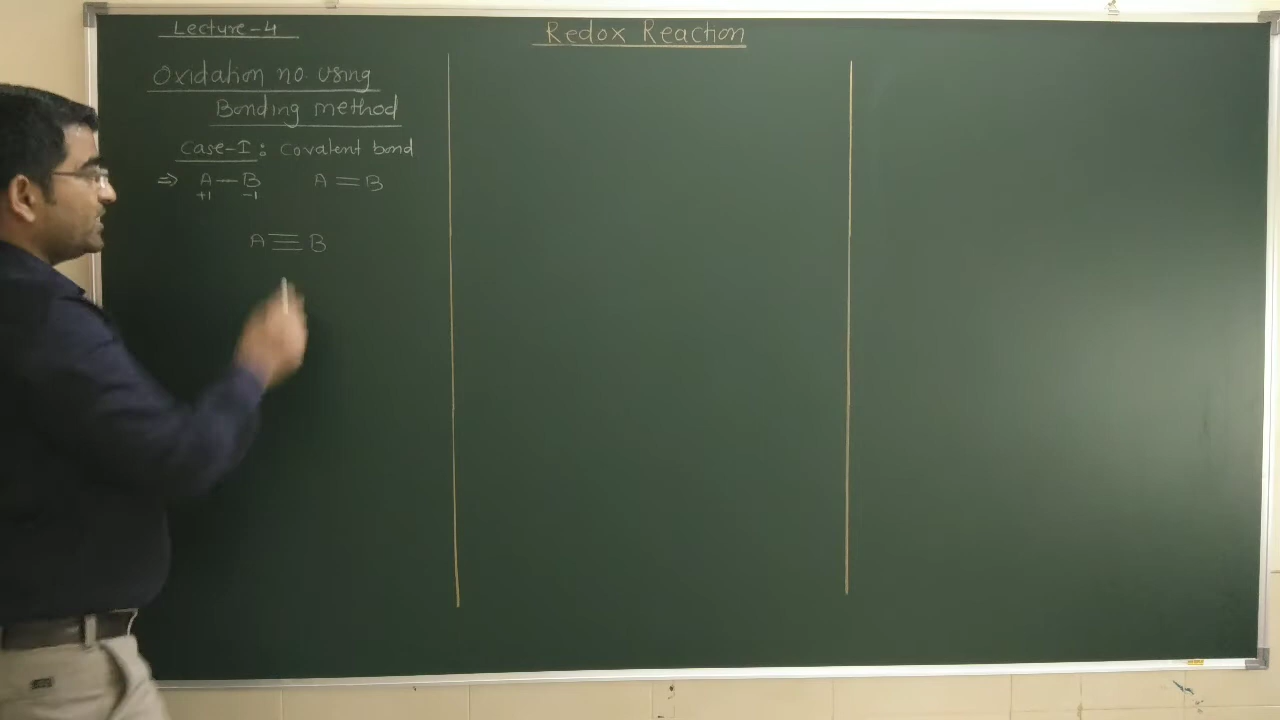 Lecture-4
Redox Reaction
Oxidation no. using
Bonding method
Case-I : Covalent bond
⇒ A—B A=B
+1 -1
A≡B